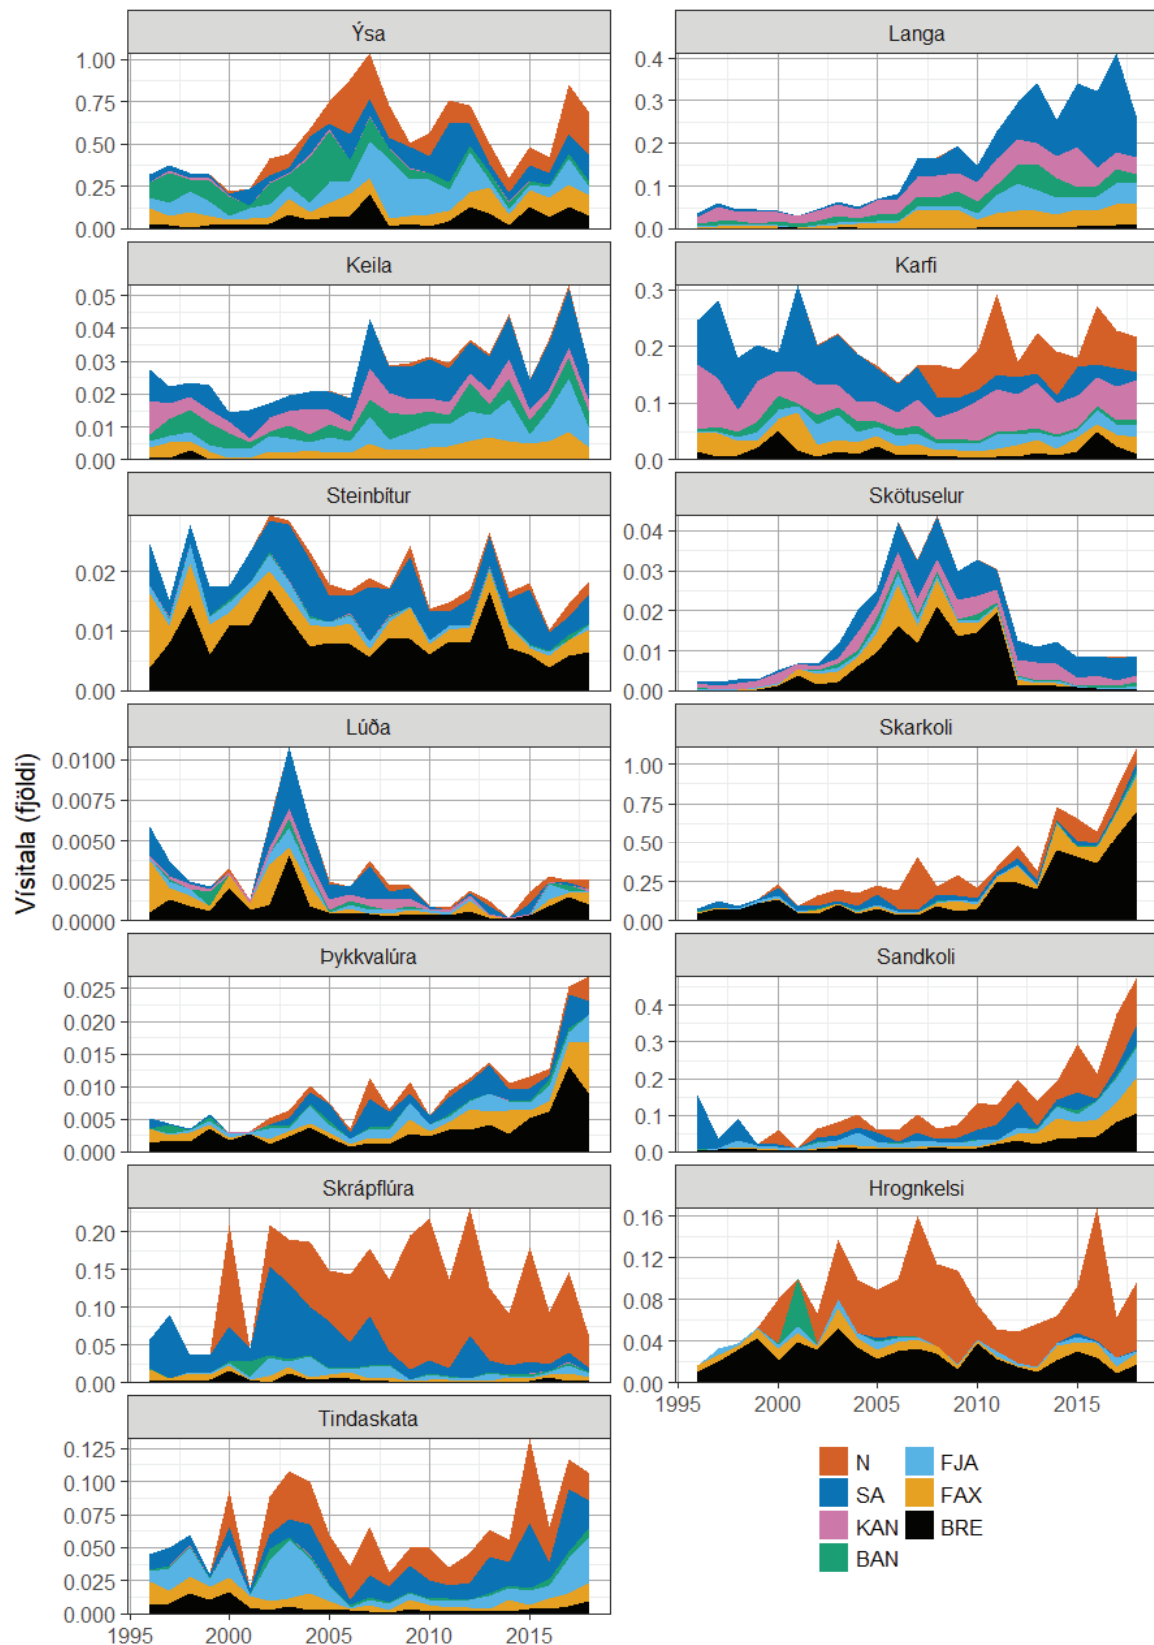 Ýsa
Langa
1.00
0.75
0.50
0.25
0.00
0.4
0.3
0.2
0.1
0.0
Keila
Karfi
0.05
0.04
0.03
0.02
0.01
0.00
0.3
0.2
0.1
0.0
Steinbítur
Skötuselur
0.02
0.01
0.00
0.04
0.03
0.02
0.01
0.00
Lúða
Skarkoli
0.0100
0.0075
0.0050
0.0025
0.0000
1.00
0.75
0.50
0.25
0.00
Vísitala (fjöldi)
Þykkvalúra
Sandkoli
0.025
0.020
0.015
0.010
0.005
0.000
0.4
0.3
0.2
0.1
0.0
Skrápflúra
Hrognkelsi
0.20
0.15
0.10
0.05
0.00
0.16
0.12
0.08
0.04
0.00
1995 2000 2005 2010 2015
Tindaskata
0.125
0.100
0.075
0.050
0.025
0.000
1995 2000 2005 2010 2015
N
SA
KAN
BAN
FJA
FAX
BRE